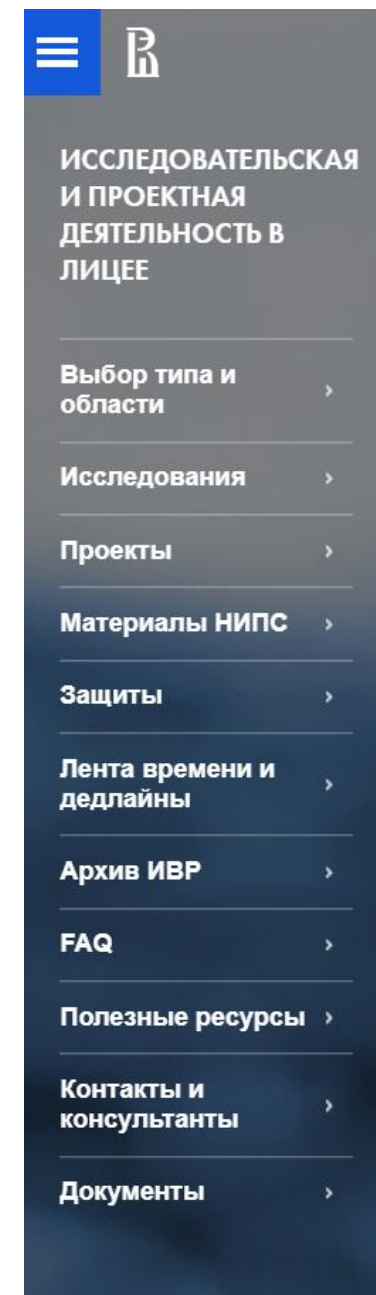 ИССЛЕДОВАТЕЛЬСКАЯ
И ПРОЕКТНАЯ
ДЕЯТЕЛЬНОСТЬ В
ЛИЦЕЕ
Выбор типа и
области
Исследования
Проекты
Материалы НИПС
Защиты
Лента времени и
дедлайны
Архив ИВР
FAQ
Полезные ресурсы
Контакты и
консультанты
Документы